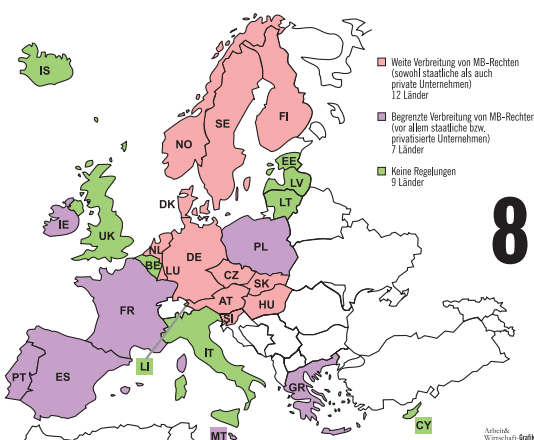 IS
Weite Verbreitung von MB-Rechten
(sowohl staatliche als auch
private Unternehmen)
12 Länder
Begrenzte Verbreitung von MB-Rechten
(vor allem staatliche bzw.
privatisierte Unternehmen)
7 Länder
Keine Regelungen
9 Länder
8
FI
SE
NO
EE
LV
LT
DK
IE
UK
NL
BE
LU
DE
PL
CZ
SK
AT
HU
SI
FR
IT
LI
PT
ES
GR
MT
CY
Arbeit&
Wirtschaft-Grafik